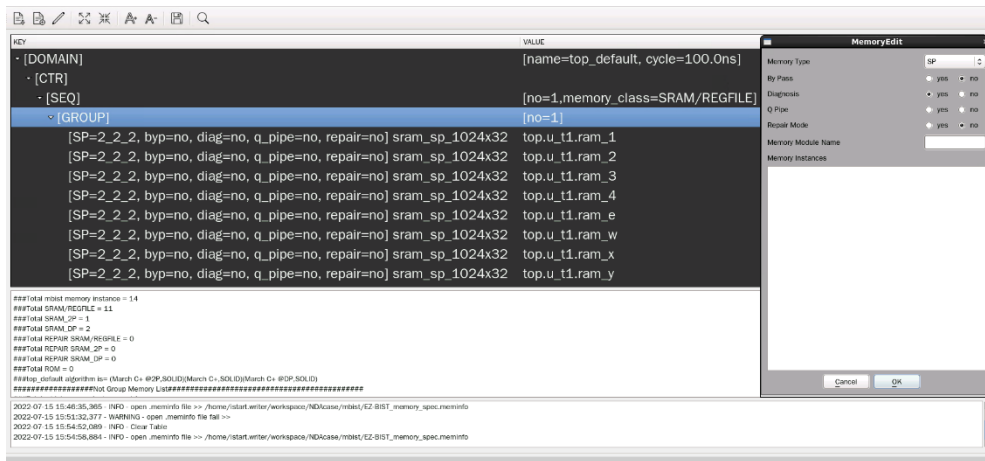 KEY VALUE
[DOMAIN] [name=top_default, cycle=100.0ns]
[CTR]
[SEQ] [no=1,memory_class=SRAM/REGFILE]
[GROUP] [no=1]
[SP=2_2_2, byp=no, diag=no, q_pipe=no, repair=no] sram_sp_1024x32 top.u_t1.ram_1
[SP=2_2_2, byp=no, diag=no, q_pipe=no, repair=no] sram_sp_1024x32 top.u_t1.ram_2
[SP=2_2_2, byp=no, diag=no, q_pipe=no, repair=no] sram_sp_1024x32 top.u_t1.ram_3
[SP=2_2_2, byp=no, diag=no, q_pipe=no, repair=no] sram_sp_1024x32 top.u_t1.ram_4
[SP=2_2_2, byp=no, diag=no, q_pipe=no, repair=no] sram_sp_1024x32 top.u_t1.ram_e
[SP=2_2_2, byp=no, diag=no, q_pipe=no, repair=no] sram_sp_1024x32 top.u_t1.ram_w
[SP=2_2_2, byp=no, diag=no, q_pipe=no, repair=no] sram_sp_1024x32 top.u_t1.ram_x
[SP=2_2_2, byp=no, diag=no, q_pipe=no, repair=no] sram_sp_1024x32 top.u_t1.ram_y
MemoryEdit
Memory Type SP
By Pass yes no
Diagnosis yes no
Q Pipe yes no
Repair Mode yes no
Memory Module Name
Memory Instances
Cancel OK
###Total mbist memory instance = 14
###Total SRAM/REGFILE = 11
###Total SRAM_2P = 1
###Total SRAM_DP = 2
###Total REPAIR SRAM/REGFILE = 0
###Total REPAIR SRAM_2P = 0
###Total REPAIR SRAM_DP = 0
###Total ROM = 0
###top_default algorithm is= (March C+ @2P,SOLID)(March C+,SOLID)(March C+ @DP,SOLID)
##################Not Group Memory List############################################
2022-07-15 15:46:35,365 - INFO - open .meminfo file >> /home/istart.writer/workspace/NDAcase/mbist/EZ-BIST_memory_spec.meminfo
2022-07-15 15:51:32,377 - WARNING - open .meminfo file fail >>
2022-07-15 15:54:52,089 - INFO - Clear Table
2022-07-15 15:54:58,884 - INFO - open .meminfo file >> /home/istart.writer/workspace/NDAcase/mbist/EZ-BIST_memory_spec.meminfo